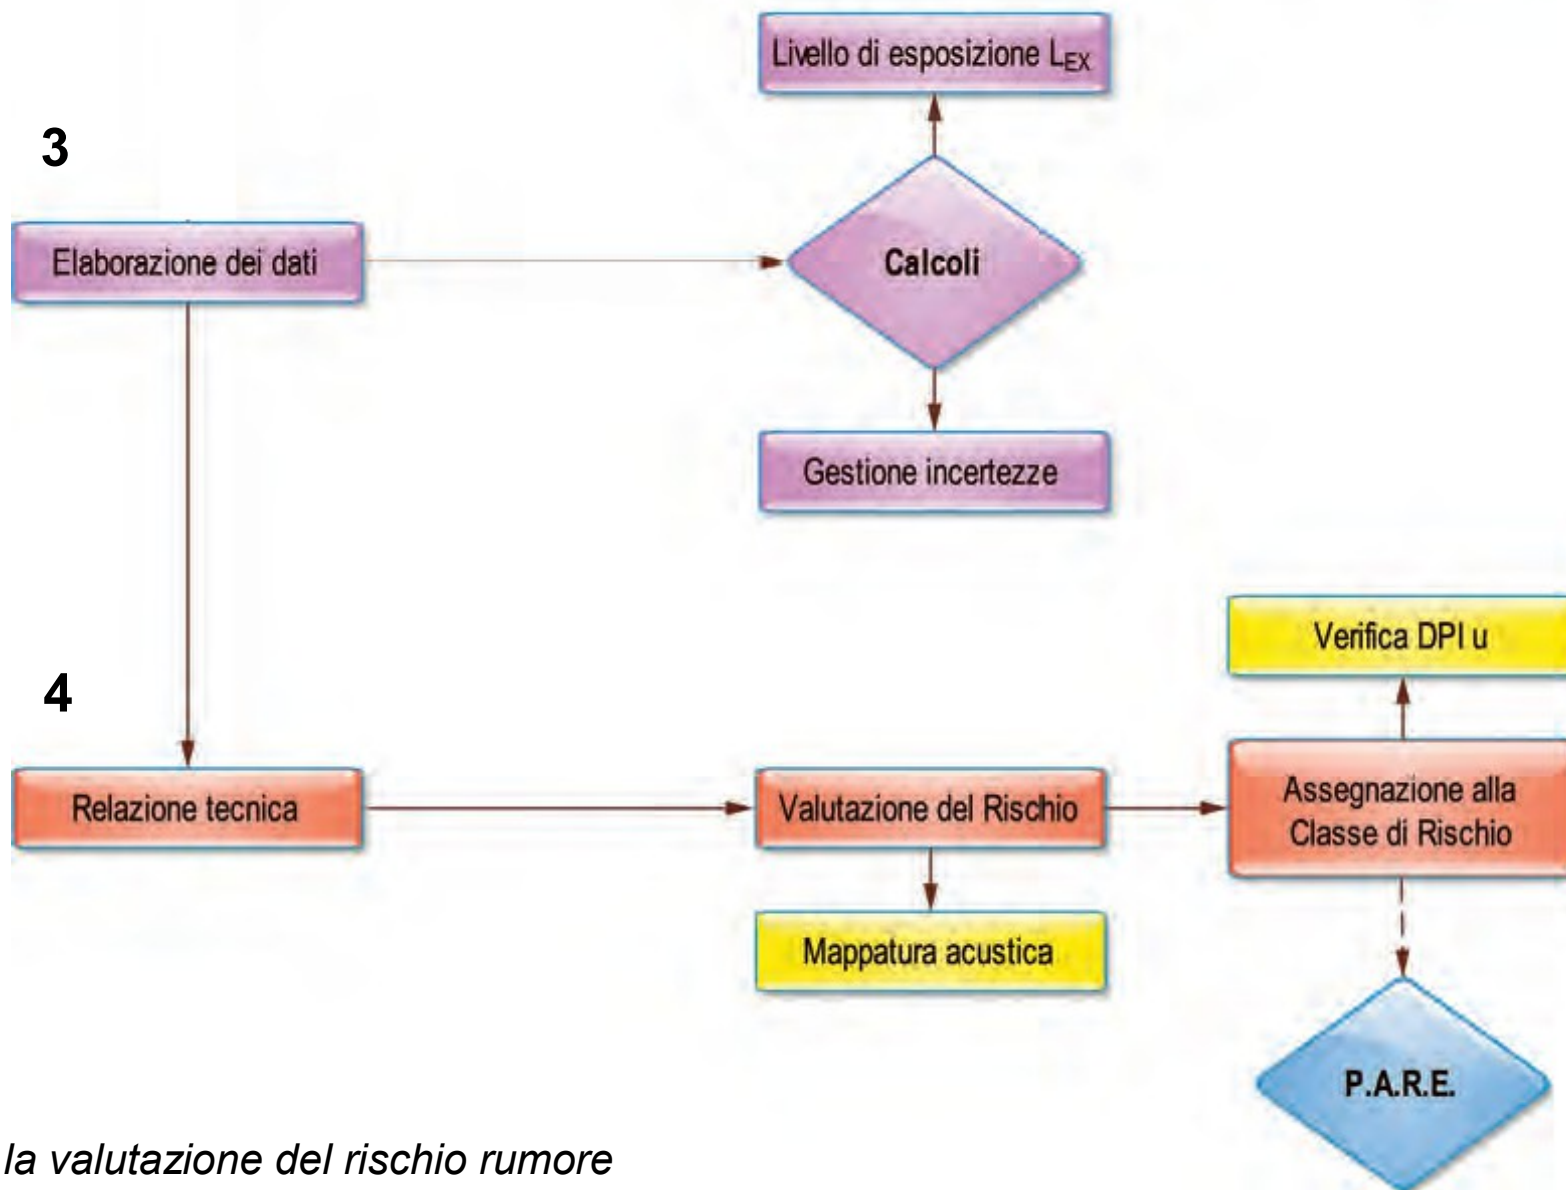 Livello di esposizione LEX
3
Elaborazione dei dati
Calcoli
Gestione incertezze
Verifica DPI u
4
Relazione tecnica
Valutazione del Rischio
Assegnazione alla
Classe di Rischio
Mappatura acustica
P.A.R.E.
la valutazione del rischio rumore